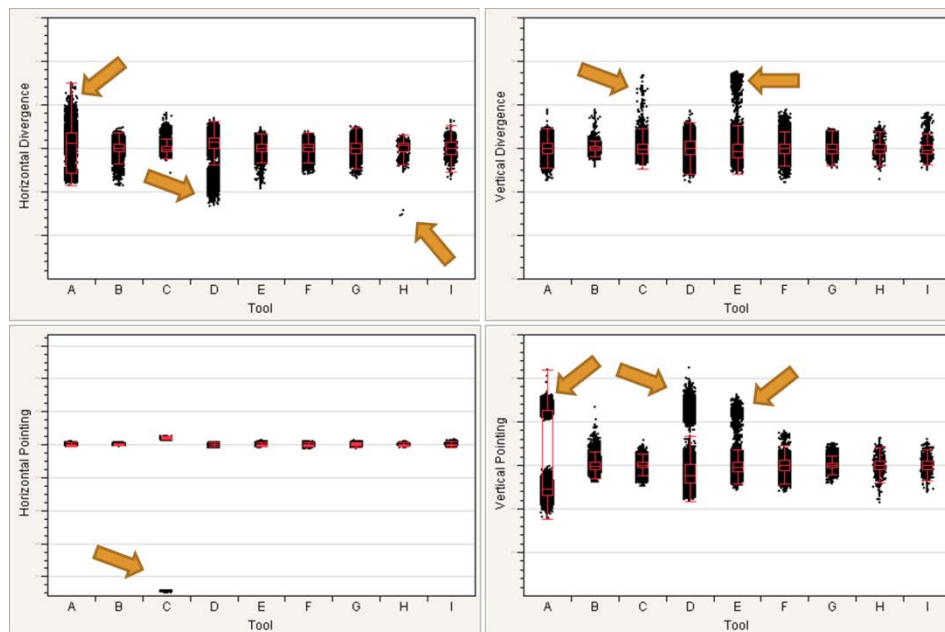 Horizontal Divergence
A B C D E F G H I
Tool
Vertical Divergence
A B C D E F G H I
Tool
Horizontal Pointing
A B C D E F G H I
Tool
Vertical Pointing
A B C D E F G H I
Tool